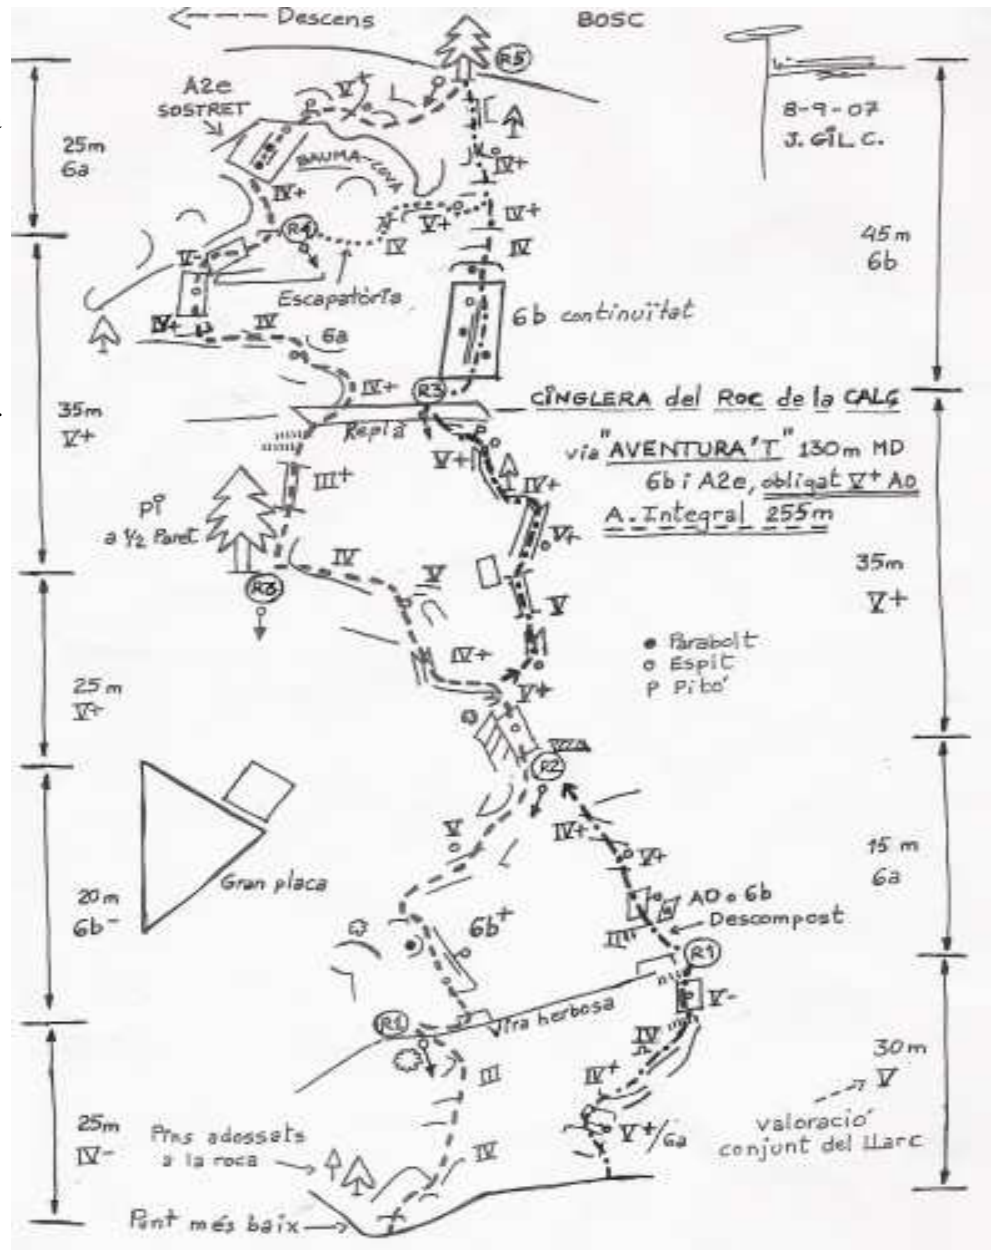 Descens
BOSC
R5
A2e
SOSTRET
V+
8-9-07
J. GIL C.
25m
6a
BAUMA-COVA
IV+
IV+
R4
V+
IV+
IV
IV
V-
45m
6b
Escapatòria
6b continuïtat
IV+
IV
6a
IV+
R3
CINGLERA del ROC de la CALÇ
Replà
via "AVENTURA'T" 130m MD
6b i A2e, obligat V+ A0
A. Integral 255m
35m
V+
V+
III+
IV+
Pi
a 1/2 Paret
V+
IV
V
R3
35m
V+
V
Parabolt
Espit
P Pitó
IV+
V+
25m
V+
R2
V
IV+
V+
15m
6a
Gran placa
20m
6b-
6b+
A0 o 6b
Descompost
R1
V-
Vira herbosa
R1
IV
III
IV+
30m
V
25m
IV-
Pins adossats
a la roca
IV
V+/6a
valoració
conjunt del LLarc
Punt més baix